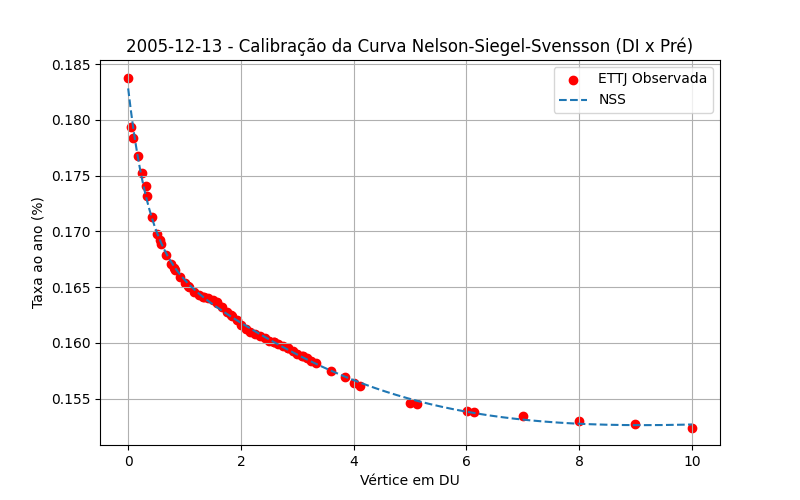 2005-12-13 - Calibração da Curva Nelson-Siegel-Svensson (DI x Pré)
0.185
0.180
0.175
0.170
0.165
0.160
0.155
Taxa ao ano (%)
ETTJ Observada
NSS
0 2 4 6 8 10
Vértice em DU